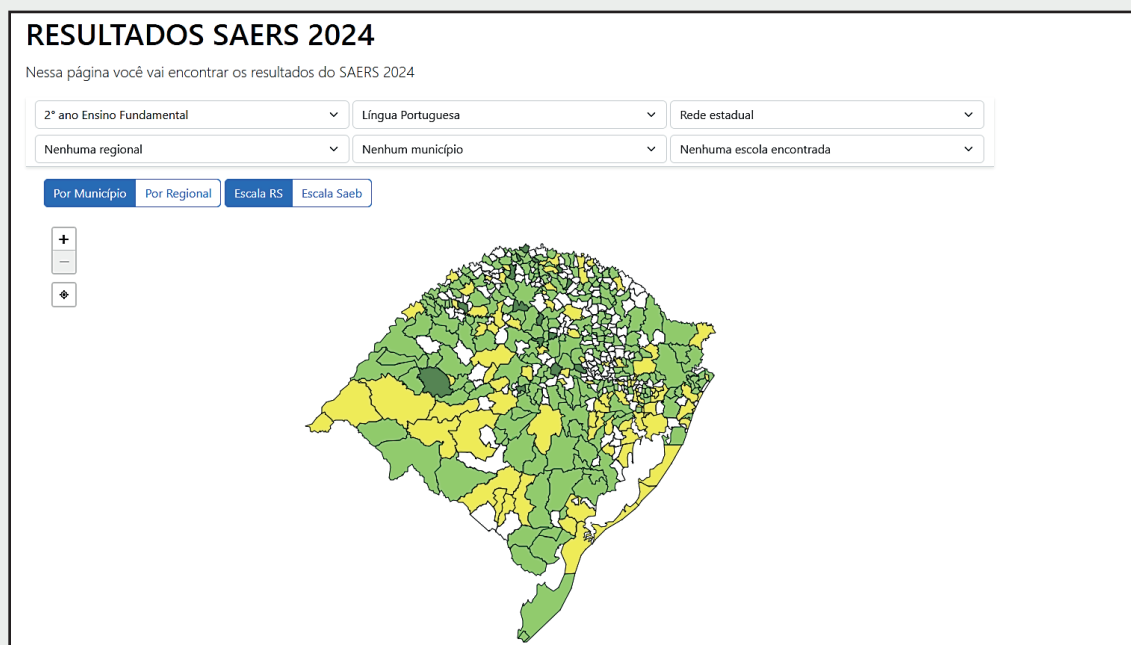 RESULTADOS SAERS 2024
Nessa página você vai encontrar os resultados do SAERS 2024
2° ano Ensino Fundamental Língua Portuguesa Rede estadual
Nenhuma regional Nenhum município Nenhuma escola encontrada
Por Município Por Regional Escala RS Escala Saeb
+
−